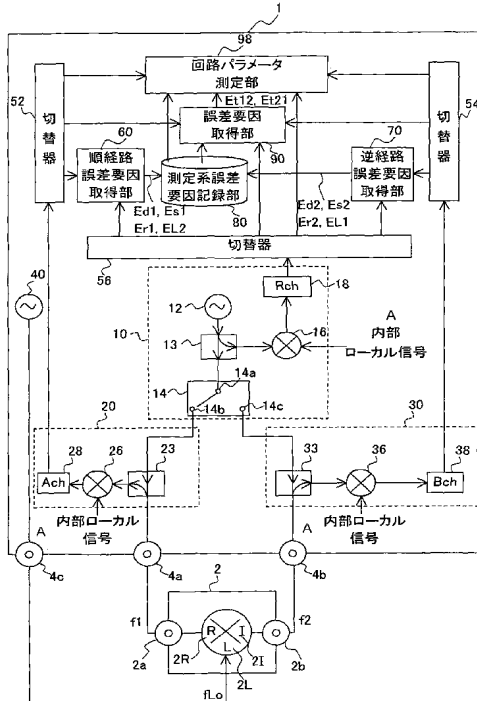 1
98
回路パラメータ
測定部
52
切替器
54
切替器
Et12, Et21
60
順経路
誤差要因
取得部
誤差要因
取得部
90
70
逆経路
誤差要因
取得部
測定系誤差
要因記録部
80
Ed1, Es1
Er1, EL2
Ed2, Es2
Er2, EL1
切替器
56
40
10
12
13
Rch
18
16
A
内部
ローカル信号
14
14a
14b
14c
20
28
Ach
26
23
内部ローカル
信号
30
33
36
38
Bch
内部ローカル
信号
A
A
4c
4a
4b
f1
2
f2
R
I
L
2a
2R
2I
2b
2L
fLo